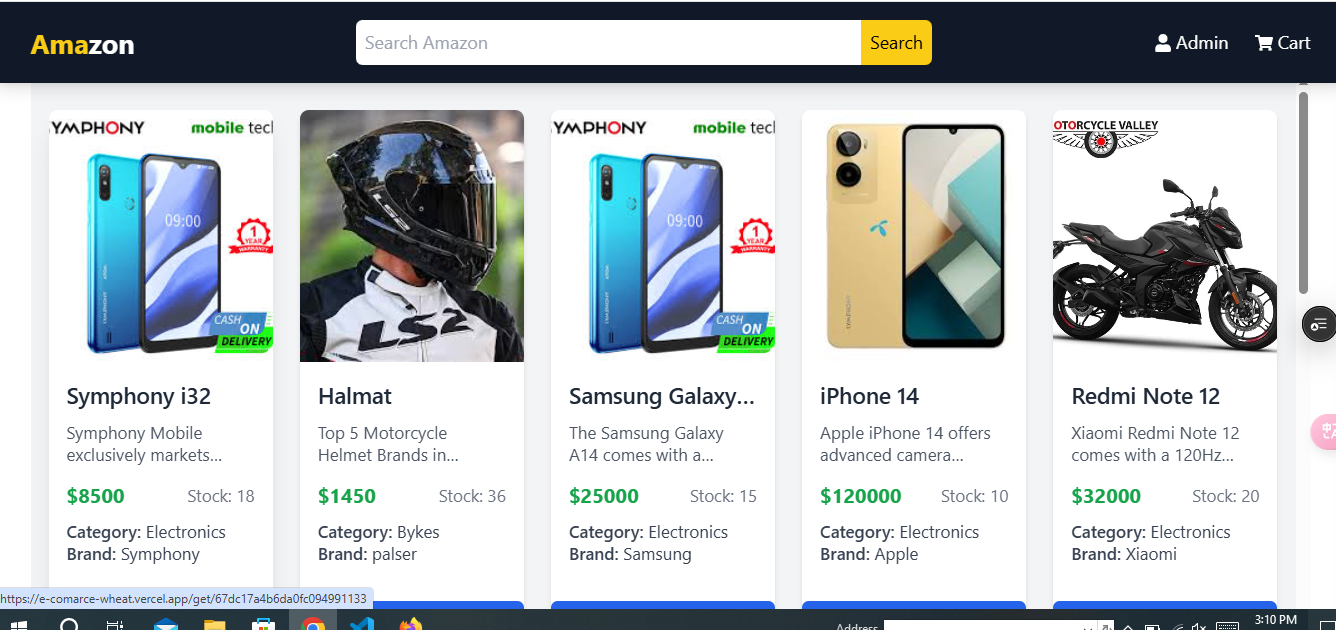 Amazon
Search Amazon
Search
Admin
Cart
YMPHONY mobile tech
09:00
1
YEAR
WARRANTY
CASH
ON
DELIVERY
Symphony i32
Symphony Mobile
exclusively markets...
$8500 Stock: 18
Category: Electronics
Brand: Symphony
LS2
Halmat
Top 5 Motorcycle
Helmet Brands in...
$1450 Stock: 36
Category: Bykes
Brand: palser
YMPHONY mobile tech
09:00
1
YEAR
WARRANTY
CASH
ON
DELIVERY
Samsung Galaxy...
The Samsung Galaxy
A14 comes with a...
$25000 Stock: 15
Category: Electronics
Brand: Samsung
SYMPHONY
iPhone 14
Apple iPhone 14 offers
advanced camera...
$120000 Stock: 10
Category: Electronics
Brand: Apple
OTORCYCLE VALLEY
Redmi Note 12
Xiaomi Redmi Note 12
comes with a 120Hz...
$32000 Stock: 20
Category: Electronics
Brand: Xiaomi
https://e-comarce-wheat.vercel.app/get/67dc17a4b6da0fc094991133
Address
3:10 PM